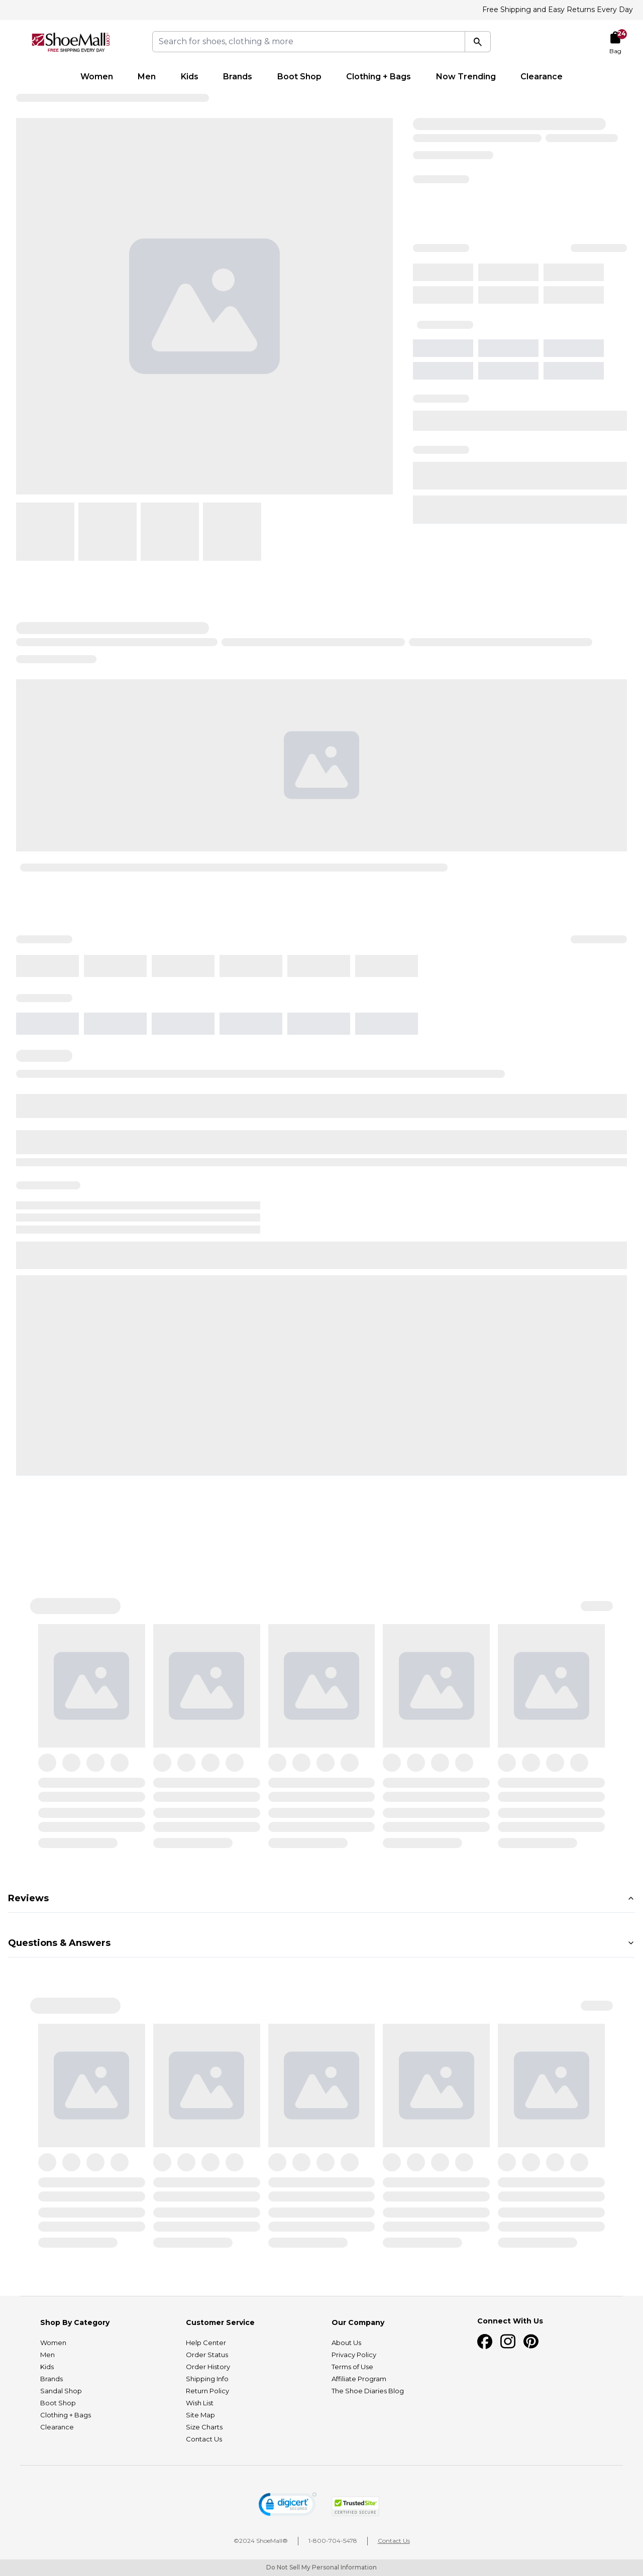 Free Shipping and Easy Returns Every Day
ShoeMall
FREE SHIPPING EVERY DAY
Search for shoes, clothing & more
24
Bag
Women Men Kids Brands Boot Shop Clothing + Bags Now Trending Clearance
Reviews
Questions & Answers
Shop By Category
Women
Men
Kids
Brands
Sandal Shop
Boot Shop
Clothing + Bags
Clearance
Customer Service
Help Center
Order Status
Order History
Shipping Info
Return Policy
Wish List
Site Map
Size Charts
Contact Us
Our Company
About Us
Privacy Policy
Terms of Use
Affiliate Program
The Shoe Diaries Blog
Connect With Us
digicert
SECURED
TrustedSite
CERTIFIED SECURE
©2024 ShoeMall® | 1-800-704-5478 | Contact Us
Do Not Sell My Personal Information